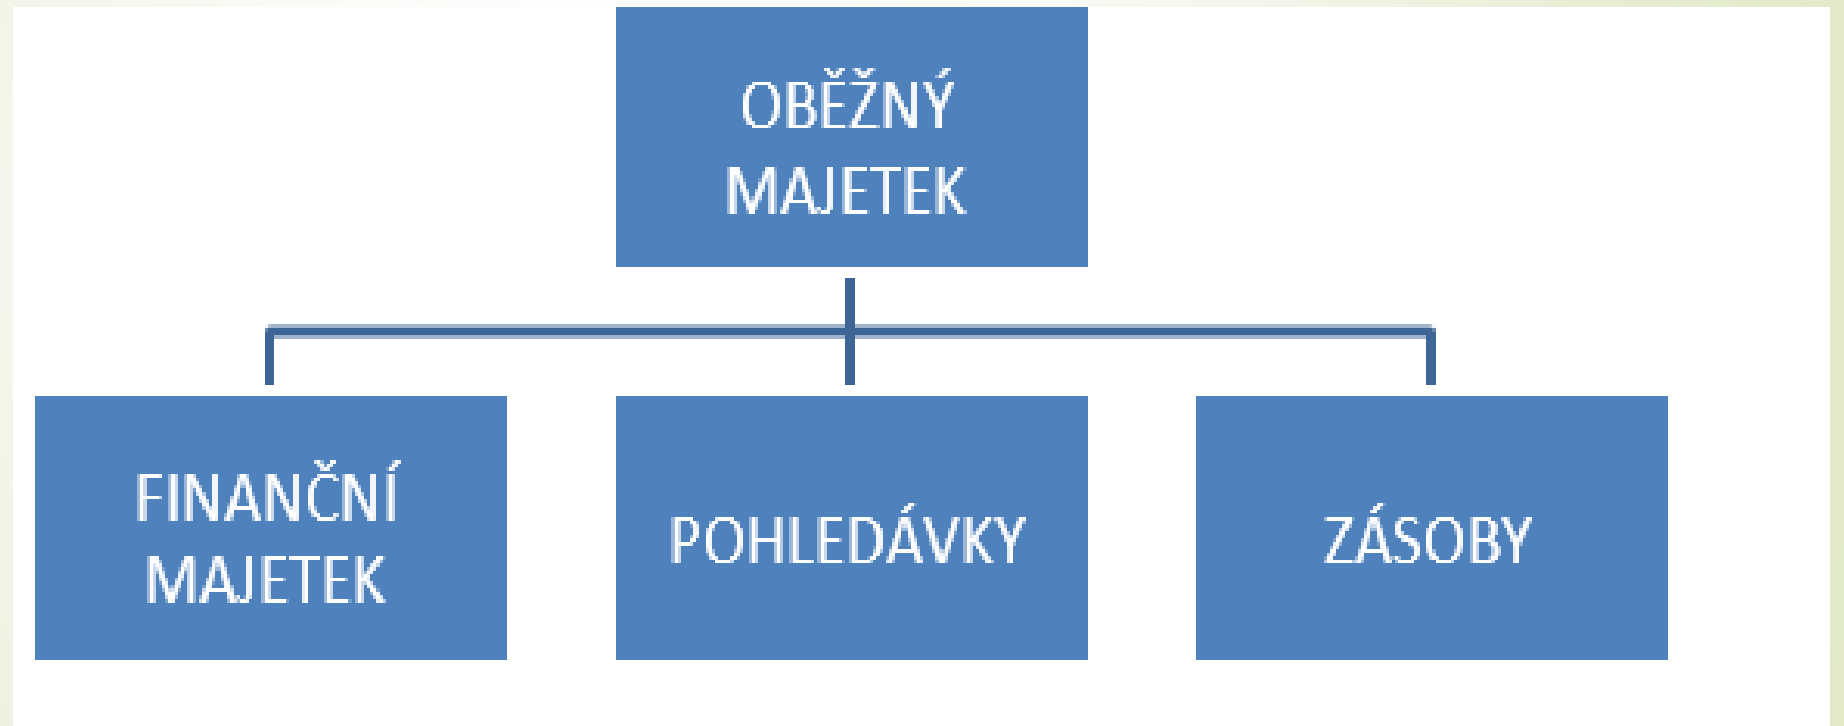 OBĚŽNÝ
MAJETEK
FINANČNÍ
MAJETEK
POHLEDÁVKY
ZÁSOBY